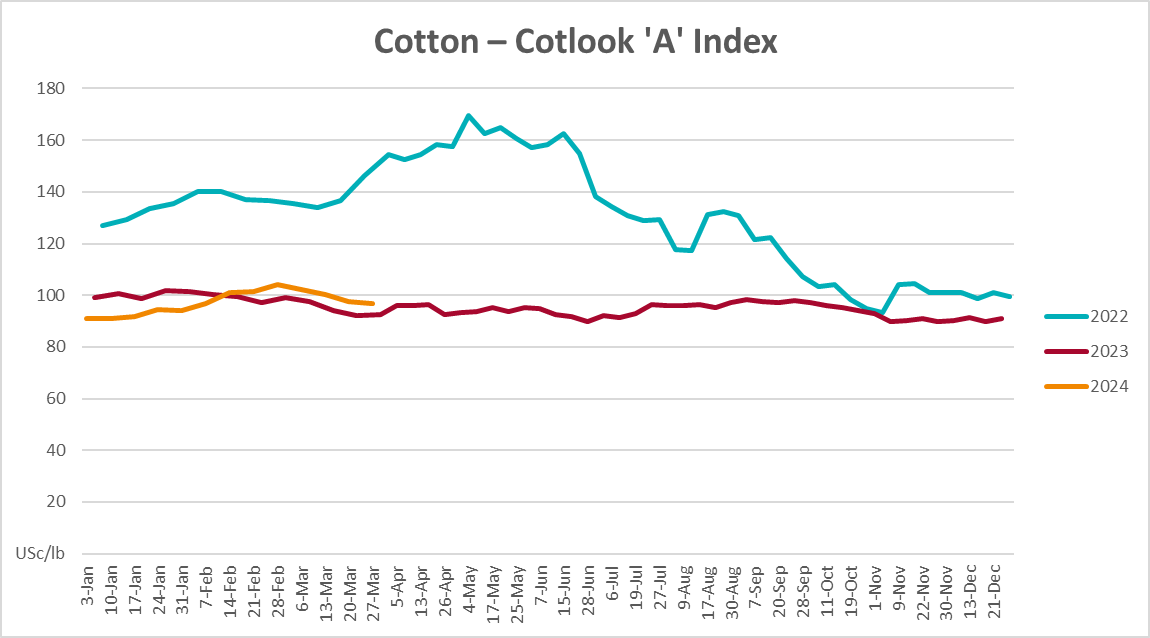 Cotton – Cotlook 'A' Index
180
160
140
120
100
80
60
40
20
USc/lb
3-Jan
10-Jan
17-Jan
24-Jan
31-Jan
7-Feb
14-Feb
21-Feb
28-Feb
6-Mar
13-Mar
20-Mar
27-Mar
5-Apr
13-Apr
21-Apr
26-Apr
4-May
17-May
25-May
7-Jun
15-Jun
28-Jun
6-Jul
19-Jul
27-Jul
9-Aug
17-Aug
30-Aug
7-Sep
20-Sep
28-Sep
11-Oct
19-Oct
1-Nov
9-Nov
22-Nov
30-Nov
13-Dec
21-Dec
2022
2023
2024